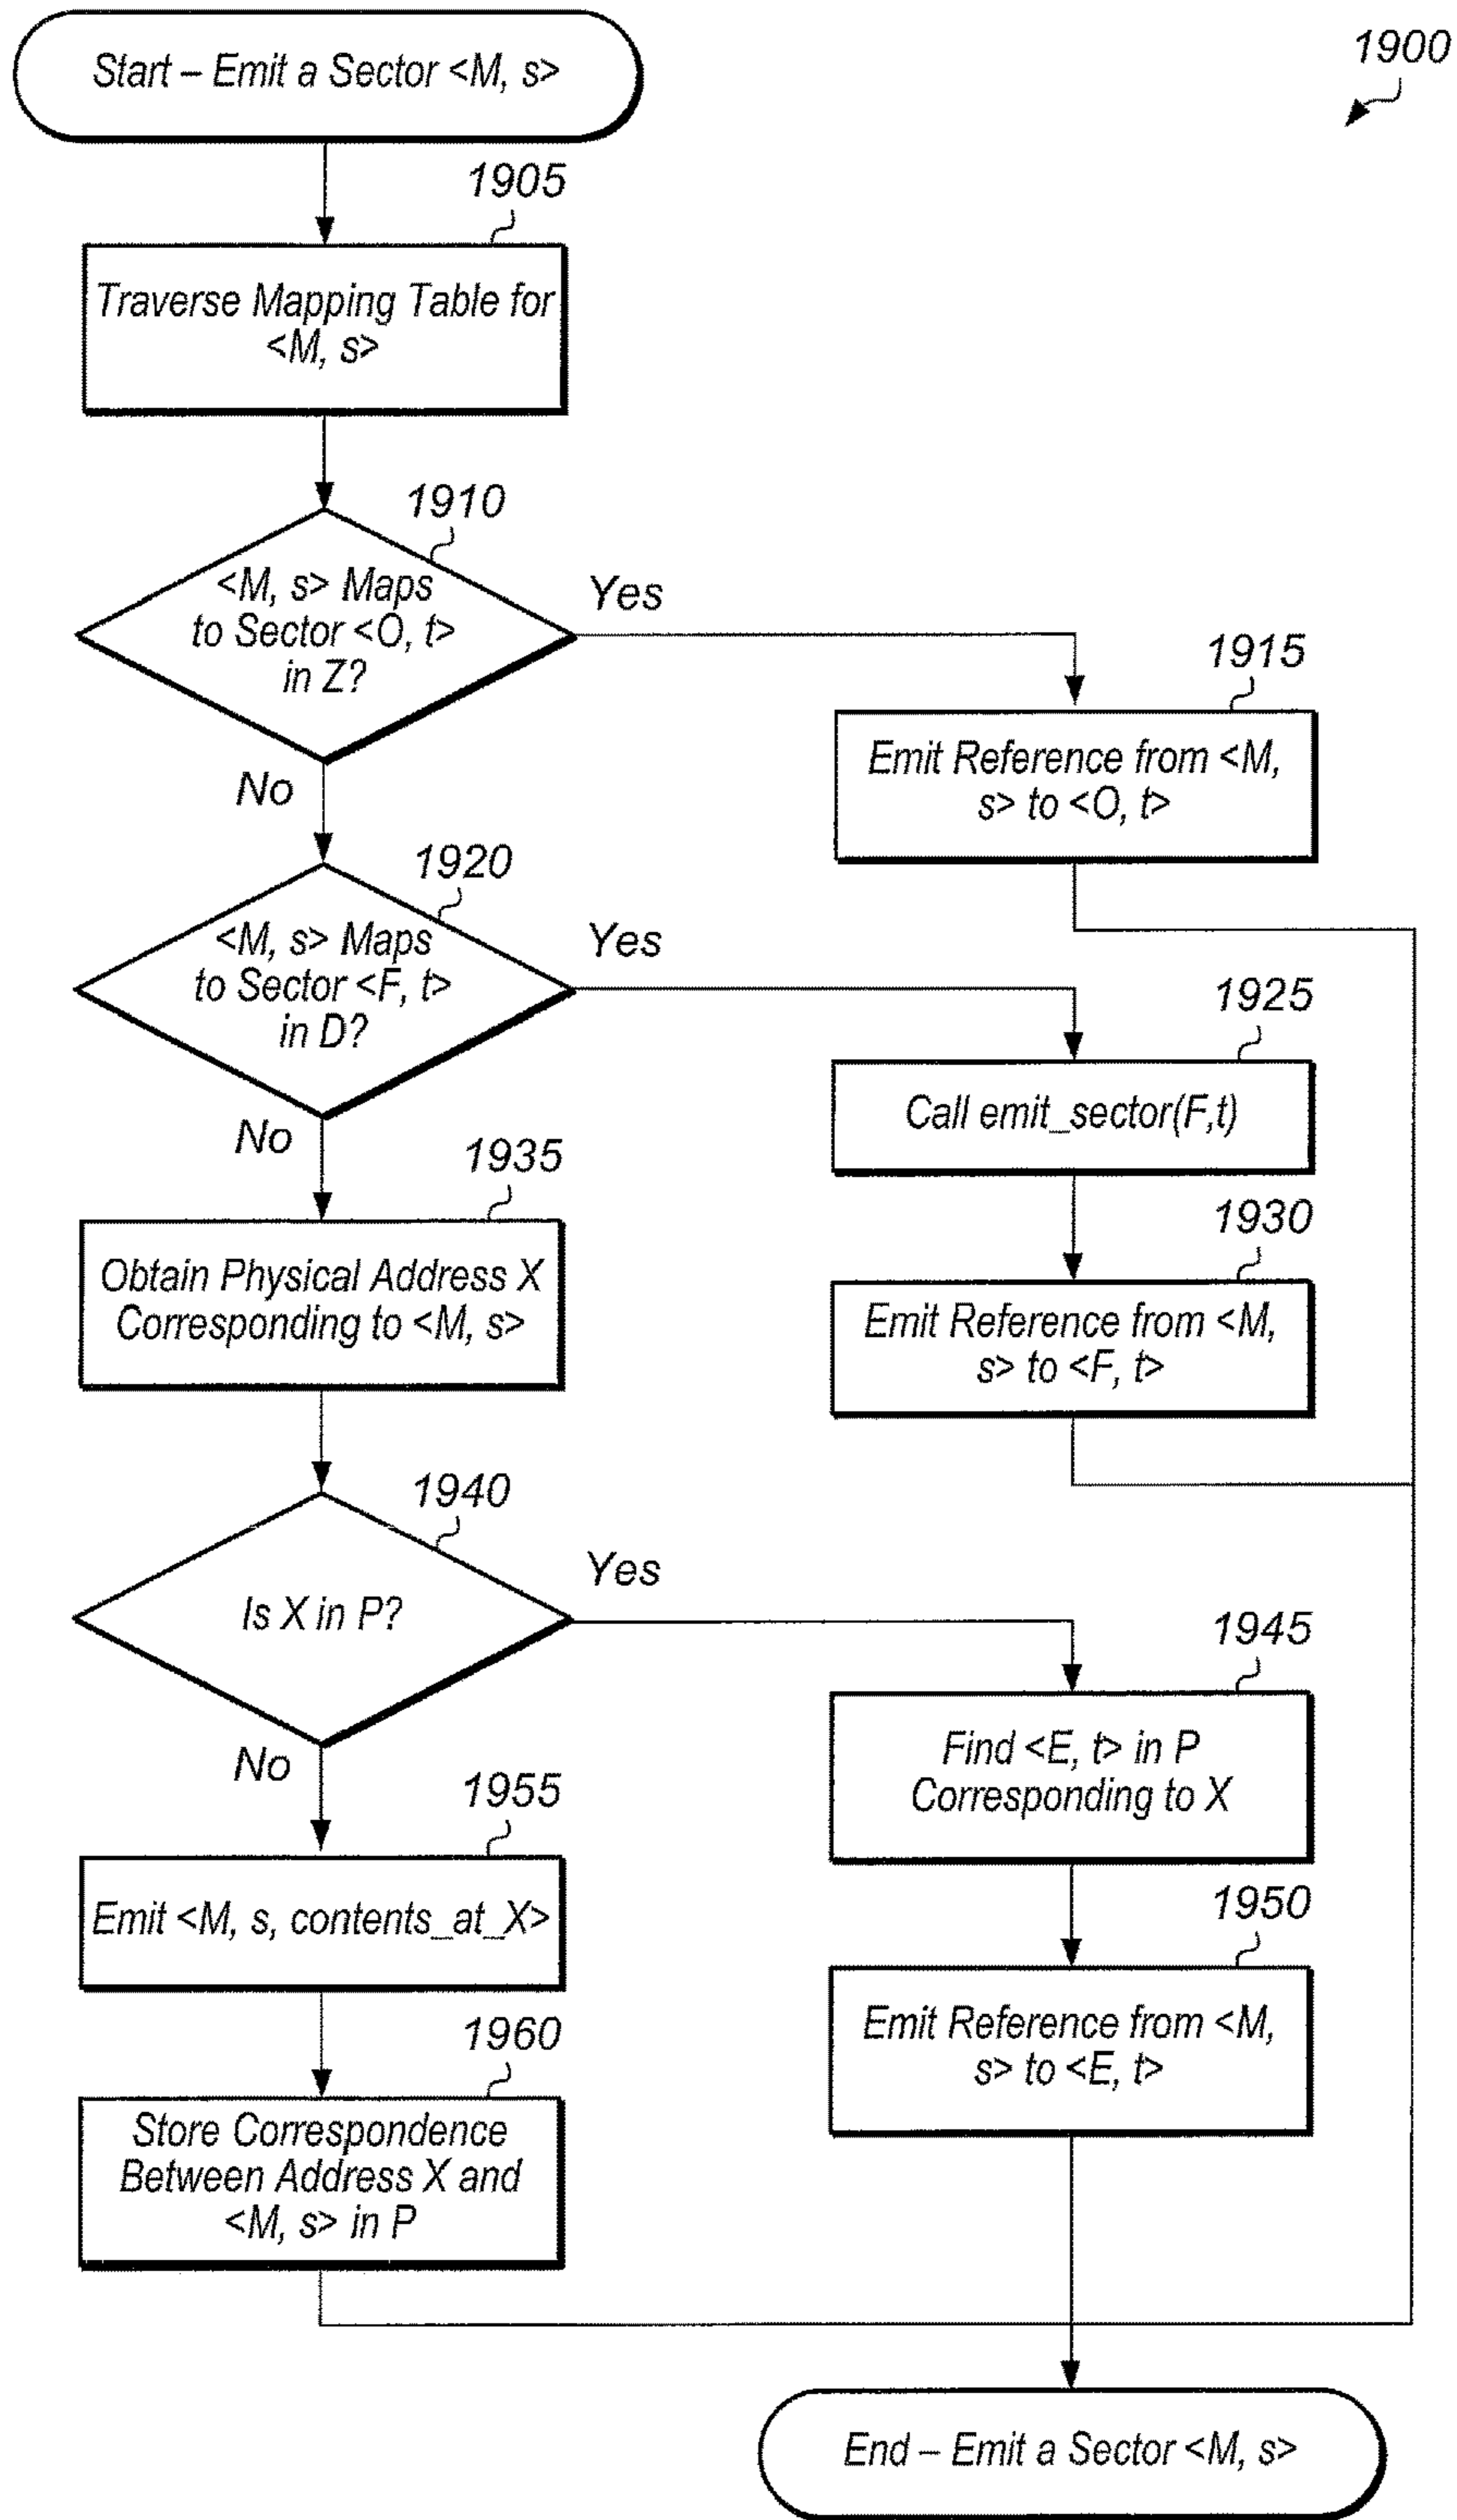 Start – Emit a Sector <M, s>
1900
1905
Traverse Mapping Table for
<M, s>
1910
<M, s> Maps
to Sector <O, t>
in Z?
Yes
No
1915
Emit Reference from <M,
s> to <O, t>
1920
<M, s> Maps
to Sector <F, t>
in D?
Yes
No
1925
Call emit_sector(F,t)
1930
Emit Reference from <M,
s> to <F, t>
1935
Obtain Physical Address X
Corresponding to <M, s>
1940
Is X in P?
Yes
No
1945
Find <E, t> in P
Corresponding to X
1950
Emit Reference from <M,
s> to <E, t>
1955
Emit <M, s, contents_at_X>
1960
Store Correspondence
Between Address X and
<M, s> in P
End – Emit a Sector <M, s>